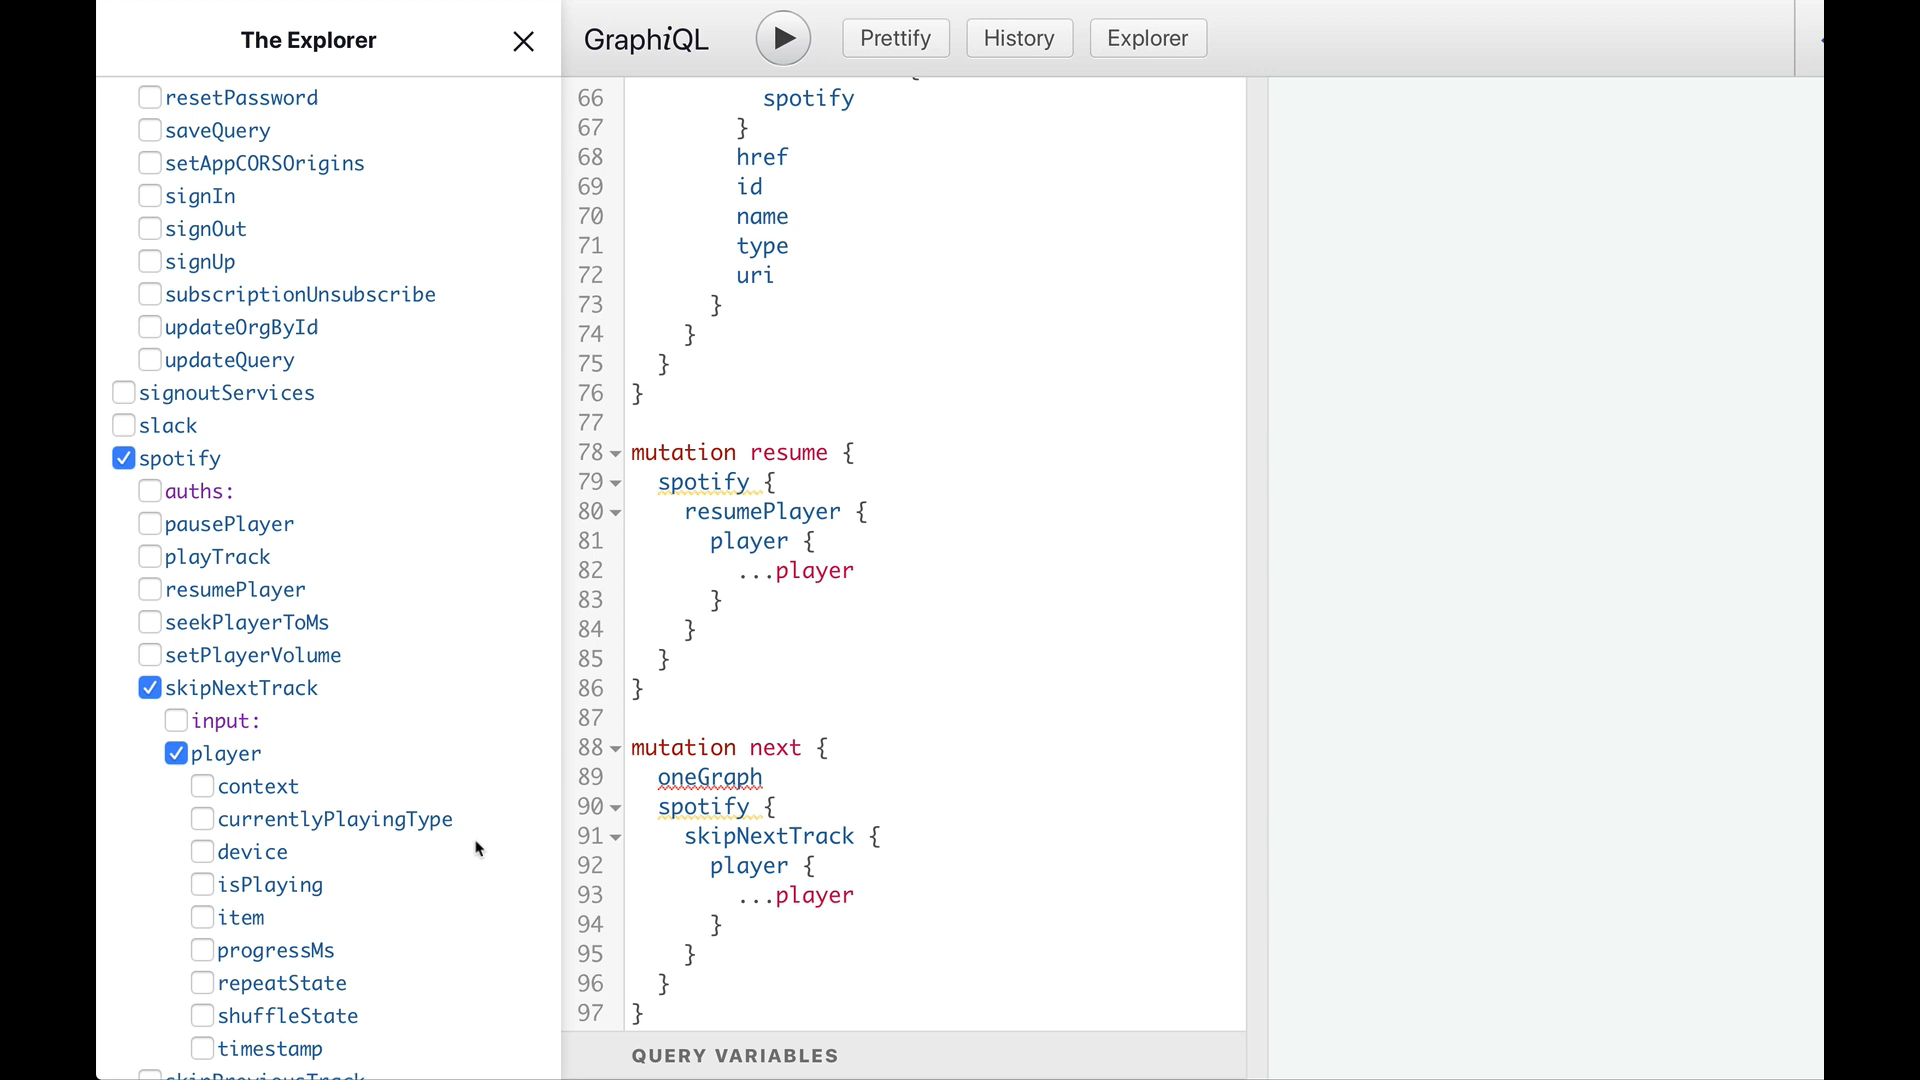 The Explorer
resetPassword
saveQuery
setAppCORSOrigins
signIn
signOut
signUp
subscriptionUnsubscribe
updateOrgById
updateQuery
signoutServices
slack
spotify
auths:
pausePlayer
playTrack
resumePlayer
seekPlayerToMs
setPlayerVolume
skipNextTrack
input:
player
context
currentlyPlayingType
device
isPlaying
item
progressMs
repeatState
shuffleState
timestamp
skipPreviousTrack
GraphiQL
Prettify
History
Explorer
66 spotify
67 }
68 href
69 id
70 name
71 type
72 uri
73 }
74 }
75 }
76 }
77
78 mutation resume {
79 spotify {
80 resumePlayer {
81 player {
82 ...player
83 }
84 }
85 }
86 }
87
88 mutation next {
89 oneGraph
90 spotify {
91 skipNextTrack {
92 player {
93 ...player
94 }
95 }
96 }
97 }
QUERY VARIABLES